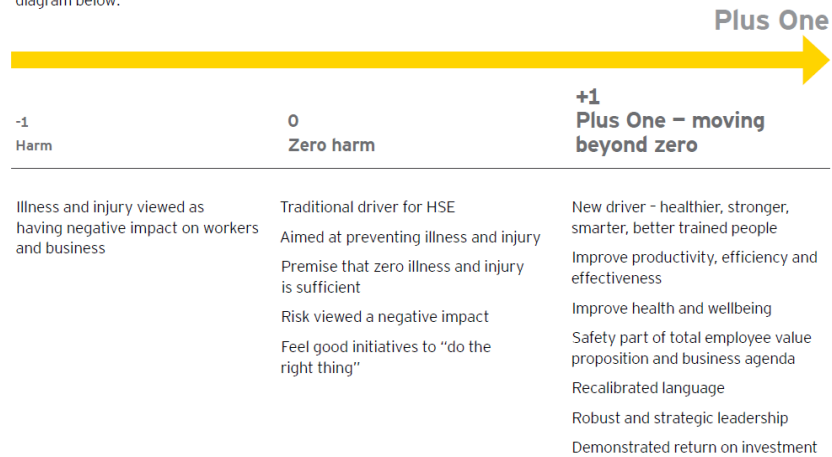 diagram below.
Plus One
-1
Harm
0
Zero harm
+1
Plus One – moving
beyond zero
Illness and injury viewed as
having negative impact on workers
and business
Traditional driver for HSE
Aimed at preventing illness and injury
Premise that zero illness and injury
is sufficient
Risk viewed a negative impact
Feel good initiatives to “do the
right thing”
New driver – healthier, stronger,
smarter, better trained people
Improve productivity, efficiency and
effectiveness
Improve health and wellbeing
Safety part of total employee value
proposition and business agenda
Recalibrated language
Robust and strategic leadership
Demonstrated return on investment